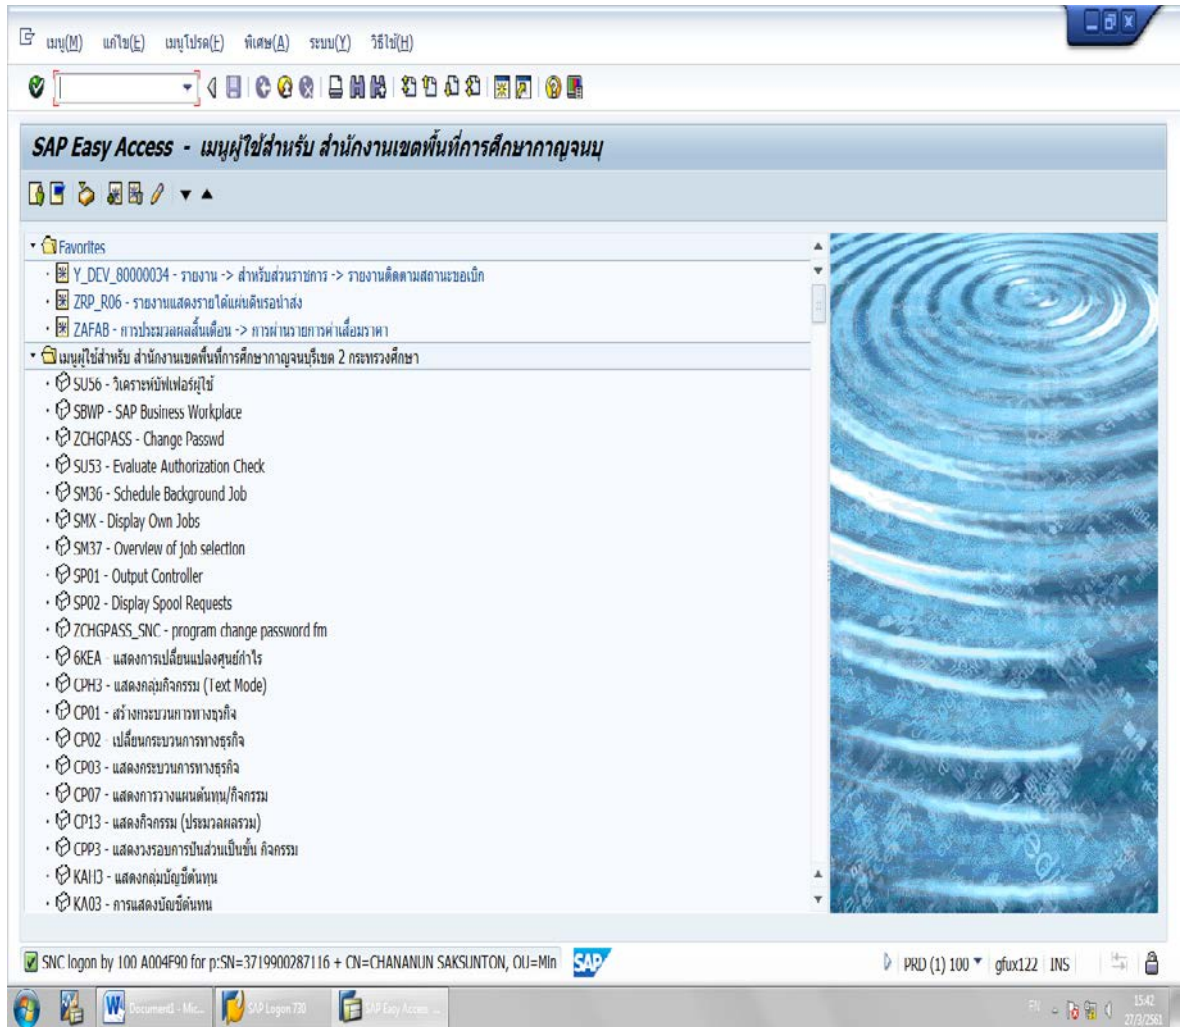 เมนู(M) แก้ไข(E) เมนูโปรด(F) พิเศษ(A) ระบบ(Y) วิธีใช้(H)
SAP Easy Access - เมนูผู้ใช้สำหรับ สำนักงานเขตพื้นที่การศึกษากาญจนบุ
Favorites
Y_DEV_80000034 - รายงาน -> สำหรับส่วนราชการ -> รายงานติดตามสถานะขอเบิก
ZRP_R06 - รายงานแสดงรายได้แผ่นดินรอนำส่ง
ZAFAB - การประมวลผลสิ้นเดือน -> การผ่านรายการค่าเสื่อมราคา
เมนูผู้ใช้สำหรับ สำนักงานเขตพื้นที่การศึกษากาญจนบุรีเขต 2 กระทรวงศึกษา
SU56 - วิเคราะห์บัฟเฟอร์ผู้ใช้
SBWP - SAP Business Workplace
ZCHGPASS - Change Passwd
SU53 - Evaluate Authorization Check
SM36 - Schedule Background Job
SMX - Display Own Jobs
SM37 - Overview of job selection
SP01 - Output Controller
SP02 - Display Spool Requests
ZCHGPASS_SNC - program change password fm
6KEA - แสดงการเปลี่ยนแปลงศูนย์กำไร
CPH3 - แสดงกลุ่มกิจกรรม (Text Mode)
CP01 - สร้างกระบวนการทางธุรกิจ
CP02 - เปลี่ยนกระบวนการทางธุรกิจ
CP03 - แสดงกระบวนการทางธุรกิจ
CP07 - แสดงการวางแผนต้นทุน/กิจกรรม
CP13 - แสดงกิจกรรม (ประมวลผลรวม)
CPP3 - แสดงวงรอบการปันส่วนเป็นขั้น กิจกรรม
KAH3 - แสดงกลุ่มบัญชีต้นทุน
KA03 - การแสดงบัญชีต้นทุน
SNC logon by 100 A004F90 for p:SN=3719900287116 + CN=CHANANUN SAKSUNTON, OU=Min SAP PRD (1) 100 gfux122 INS
Document1 - Mic... SAP Logon 730 SAP Easy Access ... EN 15:42
27/3/2561